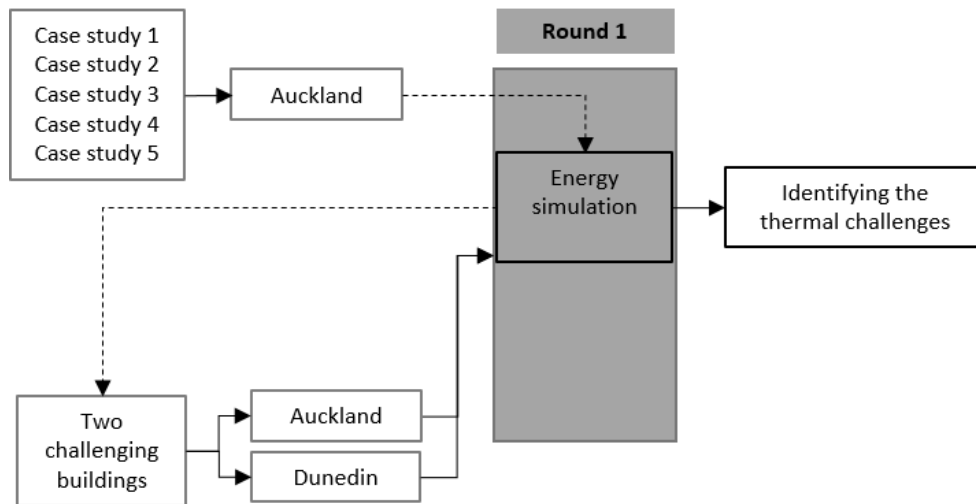 Round 1
Case study 1
Case study 2
Case study 3
Case study 4
Case study 5
Auckland
Energy
simulation
Identifying the
thermal challenges
Two
challenging
buildings
Auckland
Dunedin